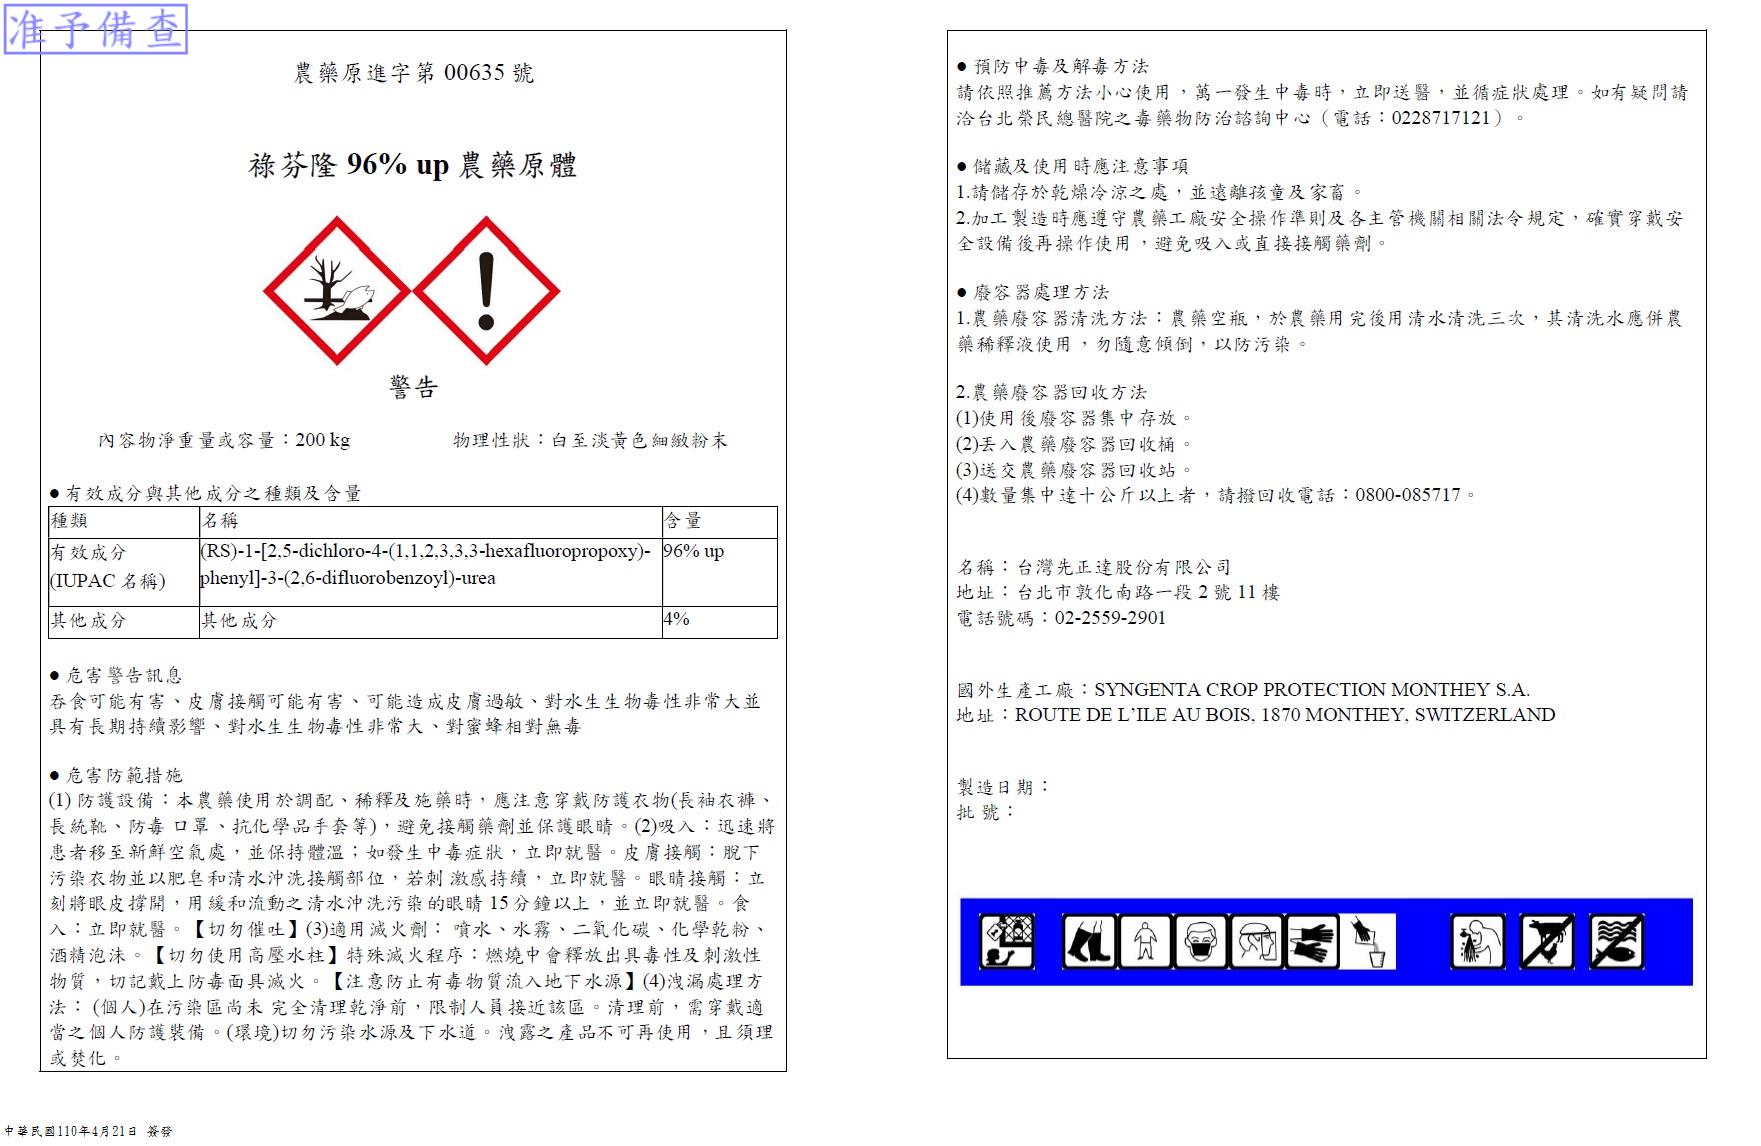 准予備查
農藥原進字第 00635 號
祿芬隆 96% up 農藥原體
警告
內容物淨重量或容量：200 kg 物理性狀：白至淡黃色細緻粉末
● 有效成分與其他成分之種類及含量
種類 名稱 含量
有效成分 (RS)-1-[2,5-dichloro-4-(1,1,2,3,3,3-hexafluoropropoxy)- 96% up
(IUPAC 名稱) phenyl]-3-(2,6-difluorobenzoyl)-urea
其他成分 其他成分 4%
● 危害警告訊息
吞食可能有害、皮膚接觸可能有害、可能造成皮膚過敏、對水生生物毒性非常大並
具有長期持續影響、對水生生物毒性非常大、對蜜蜂相對無毒
● 危害防範措施
(1) 防護設備：本農藥使用於調配、稀釋及施藥時，應注意穿戴防護衣物(長袖衣褲、
長統靴、防毒 口罩、抗化學品手套等)，避免接觸藥劑並保護眼睛。(2)吸入：迅速將
患者移至新鮮空氣處，並保持體溫；如發生中毒症狀，立即就醫。皮膚接觸：脫下
污染衣物並以肥皂和清水沖洗接觸部位，若刺 激感持續，立即就醫。眼睛接觸：立
刻將眼皮撐開，用緩和流動之清水沖洗污染的眼睛 15 分鐘以上，並立即就醫。食
入：立即就醫。【切勿催吐】(3)適用滅火劑： 噴水、水霧、二氧化碳、化學乾粉、
酒精泡沫。【切勿使用高壓水柱】特殊滅火程序：燃燒中會釋放出具毒性及刺激性
物質，切記戴上防毒面具滅火。【注意防止有毒物質流入地下水源】(4)洩漏處理方
法： (個人)在污染區尚未 完全清理乾淨前，限制人員接近該區。清理前，需穿戴適
當之個人防護裝備。(環境)切勿污染水源及下水道。洩露之產品不可再使用，且須理
或焚化。
● 預防中毒及解毒方法
請依照推薦方法小心使用，萬一發生中毒時，立即送醫，並循症狀處理。如有疑問請
洽台北榮民總醫院之毒藥物防治諮詢中心（電話：0228717121）。
● 儲藏及使用時應注意事項
1.請儲存於乾燥冷涼之處，並遠離孩童及家畜。
2.加工製造時應遵守農藥工廠安全操作準則及各主管機關相關法令規定，確實穿戴安
全設備後再操作使用，避免吸入或直接接觸藥劑。
● 廢容器處理方法
1.農藥廢容器清洗方法：農藥空瓶，於農藥用完後用清水清洗三次，其清洗水應併農
藥稀釋液使用，勿隨意傾倒，以防污染。
2.農藥廢容器回收方法
(1)使用後廢容器集中存放。
(2)丟入農藥廢容器回收桶。
(3)送交農藥廢容器回收站。
(4)數量集中達十公斤以上者，請撥回收電話：0800-085717。
名稱：台灣先正達股份有限公司
地址：台北市敦化南路一段 2 號 11 樓
電話號碼：02-2559-2901
國外生產工廠：SYNGENTA CROP PROTECTION MONTHEY S.A.
地址：ROUTE DE L’ILE AU BOIS, 1870 MONTHEY, SWITZERLAND
製造日期：
批 號：
中華民國110年4月21日 簽發